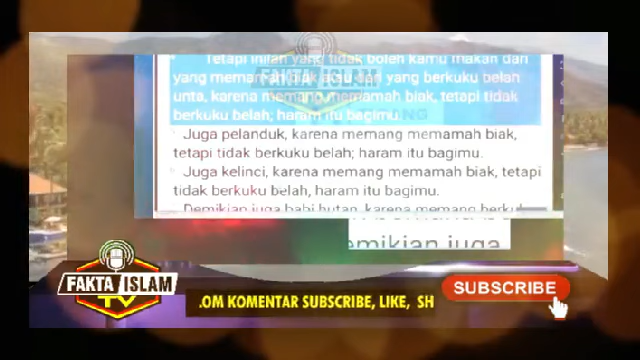 Tetapi inilah yang tidak boleh kamu makan dari
yang memamah biak atau dari yang berkuku belah
unta, karena memang memamah biak, tetapi tidak
berkuku belah; haram itu bagimu.
Juga pelanduk, karena memang memamah biak,
tetapi tidak berkuku belah; haram itu bagimu.
Juga kelinci, karena memang memamah biak, tetapi
tidak berkuku belah, haram itu bagimu.
Demikian juga babi hutan, karena memang berku
emikian juga
FAKTA ISLAM
TV
.OM KOMENTAR SUBSCRIBE, LIKE, SH
SUBSCRIBE